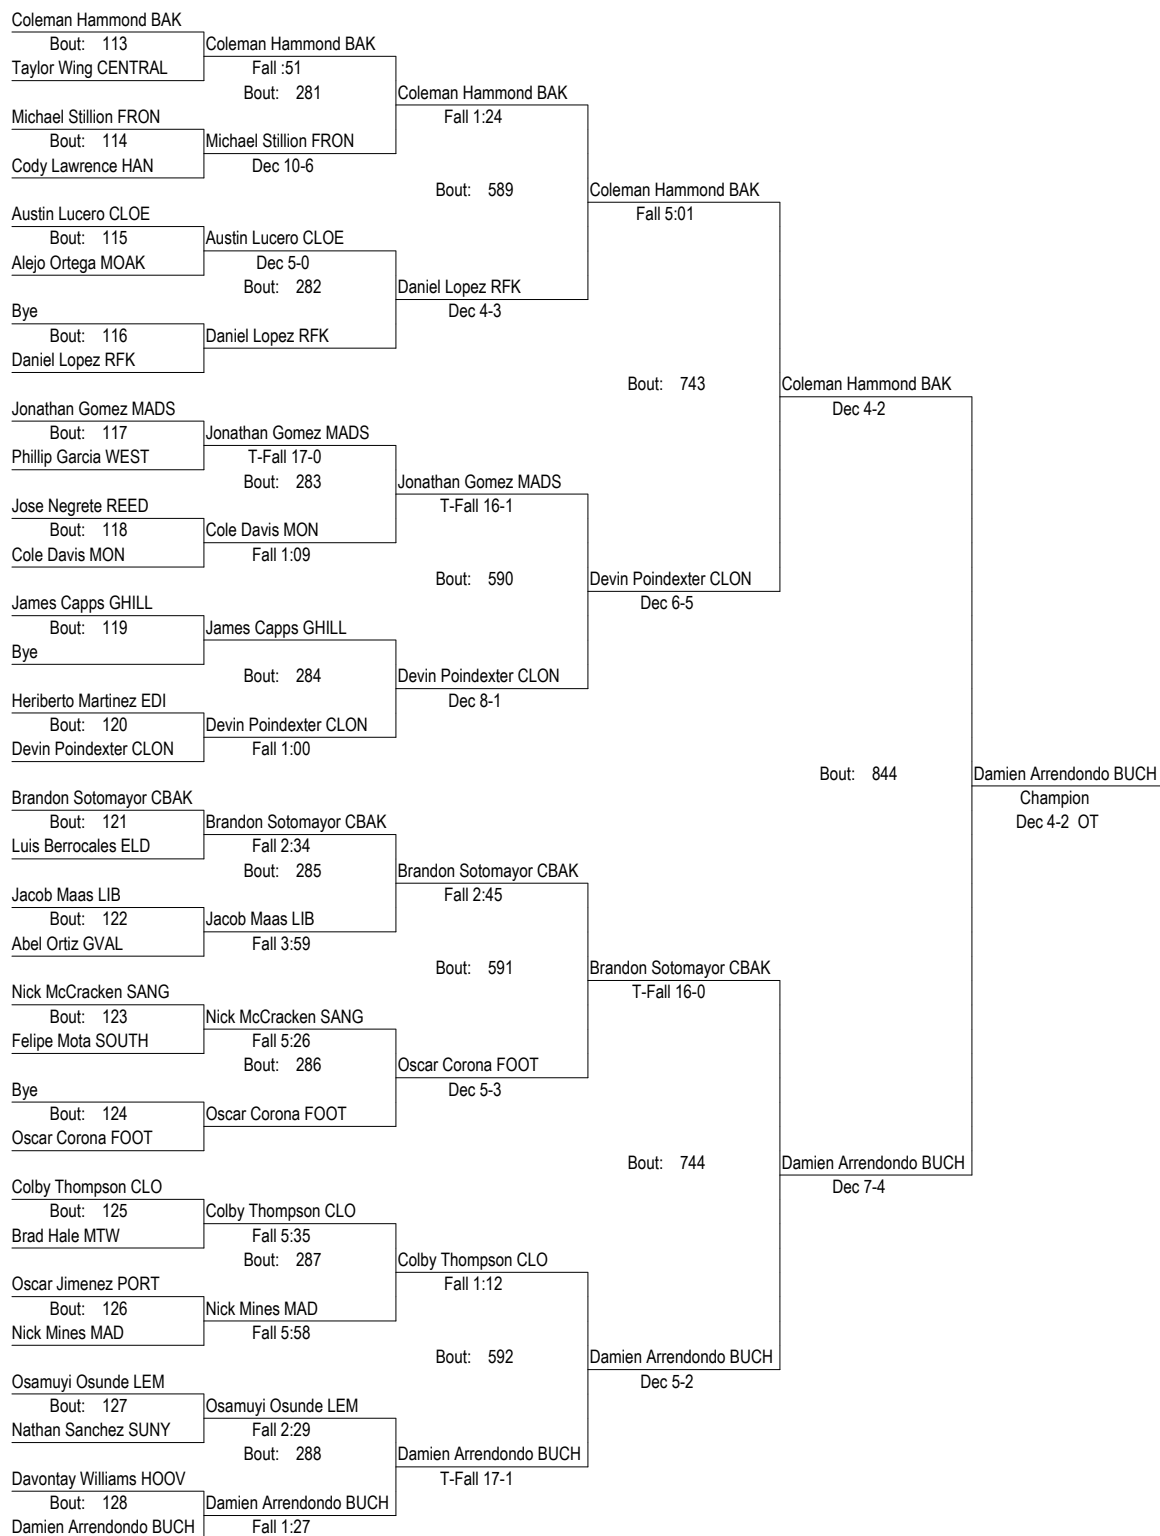 Coleman Hammond BAK
Bout: 113
Coleman Hammond BAK
Taylor Wing CENTRAL
Fall :51
Bout: 281
Coleman Hammond BAK
Michael Stillion FRON
Fall 1:24
Bout: 114
Michael Stillion FRON
Cody Lawrence HAN
Dec 10-6
Bout: 589
Coleman Hammond BAK
Austin Lucero CLOE
Fall 5:01
Bout: 115
Austin Lucero CLOE
Alejo Ortega MOAK
Dec 5-0
Bout: 282
Daniel Lopez RFK
Bye
Dec 4-3
Bout: 116
Daniel Lopez RFK
Daniel Lopez RFK
Bout: 743
Coleman Hammond BAK
Jonathan Gomez MADS
Dec 4-2
Bout: 117
Jonathan Gomez MADS
Phillip Garcia WEST
T-Fall 17-0
Bout: 283
Jonathan Gomez MADS
Jose Negrete REED
T-Fall 16-1
Bout: 118
Cole Davis MON
Cole Davis MON
Fall 1:09
Bout: 590
Devin Poindexter CLON
James Capps GHILL
Dec 6-5
Bout: 119
James Capps GHILL
Bye
Bout: 284
Devin Poindexter CLON
Heriberto Martinez EDI
Dec 8-1
Bout: 120
Devin Poindexter CLON
Devin Poindexter CLON
Fall 1:00
Bout: 844
Damien Arrendondo BUCH
Brandon Sotomayor CBAK
Champion
Bout: 121
Brandon Sotomayor CBAK
Dec 4-2 OT
Luis Berrocales ELD
Fall 2:34
Bout: 285
Brandon Sotomayor CBAK
Jacob Maas LIB
Fall 2:45
Bout: 122
Jacob Maas LIB
Abel Ortiz GVAL
Fall 3:59
Bout: 591
Brandon Sotomayor CBAK
Nick McCracken SANG
T-Fall 16-0
Bout: 123
Nick McCracken SANG
Felipe Mota SOUTH
Fall 5:26
Bout: 286
Oscar Corona FOOT
Bye
Dec 5-3
Bout: 124
Oscar Corona FOOT
Oscar Corona FOOT
Bout: 744
Damien Arrendondo BUCH
Colby Thompson CLO
Dec 7-4
Bout: 125
Colby Thompson CLO
Brad Hale MTW
Fall 5:35
Bout: 287
Colby Thompson CLO
Oscar Jimenez PORT
Fall 1:12
Bout: 126
Nick Mines MAD
Nick Mines MAD
Fall 5:58
Bout: 592
Damien Arrendondo BUCH
Osamuyi Osunde LEM
Dec 5-2
Bout: 127
Osamuyi Osunde LEM
Nathan Sanchez SUNY
Fall 2:29
Bout: 288
Damien Arrendondo BUCH
Davontay Williams HOOV
T-Fall 17-1
Bout: 128
Damien Arrendondo BUCH
Damien Arrendondo BUCH
Fall 1:27